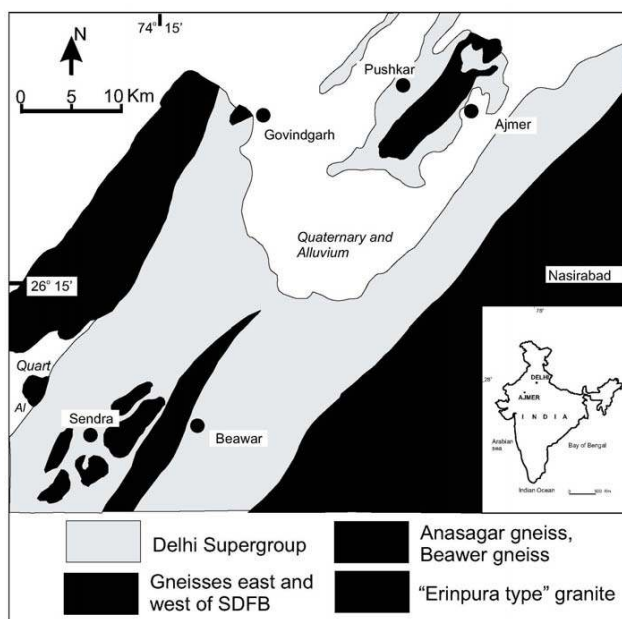 74° 15'
N
0 5 10 Km
Pushkar
Govindgarh
Ajmer
Quaternary and
Alluvium
26° 15'
Nasirabad
Quart
Al
Sendra
Beawar
78°
28°
DELHI
AJMER
I N D I A
Arabian
sea
Bay of Bengal
Indian Ocean
Delhi Supergroup
Anasagar gneiss,
Beawer gneiss
Gneisses east and
west of SDFB
"Erinpura type" granite